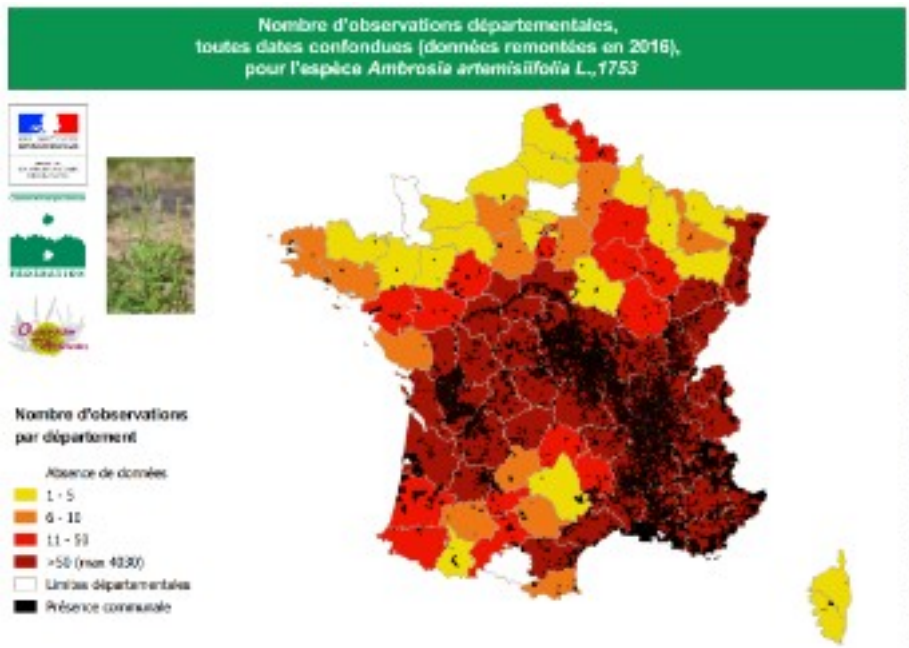 Nombre d'observations départementales,
toutes dates confondues (données remontées en 2016),
pour l'espèce Ambrosia artemisiifolia L.,1753
Nombre d'observations
par département
Absence de données
1 - 5
6 - 10
11 - 50
>50 (max 4030)
Limites départementales
Présence communale